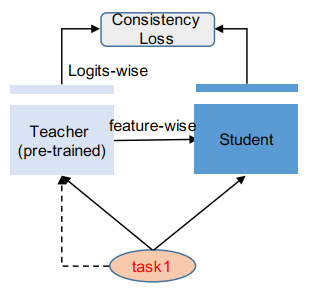 Consistency
Loss
Logits-wise
feature-wise
Teacher
(pre-trained)
Student
task1